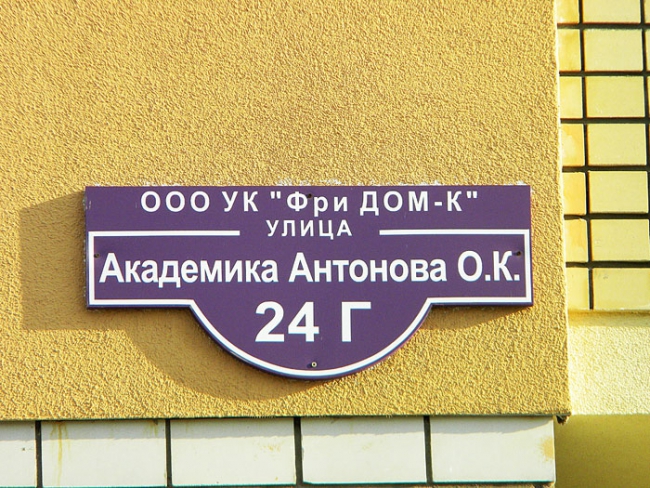 ООО УК "Фри ДОМ-К"
УЛИЦА
Академика Антонова О.К.
24 Г